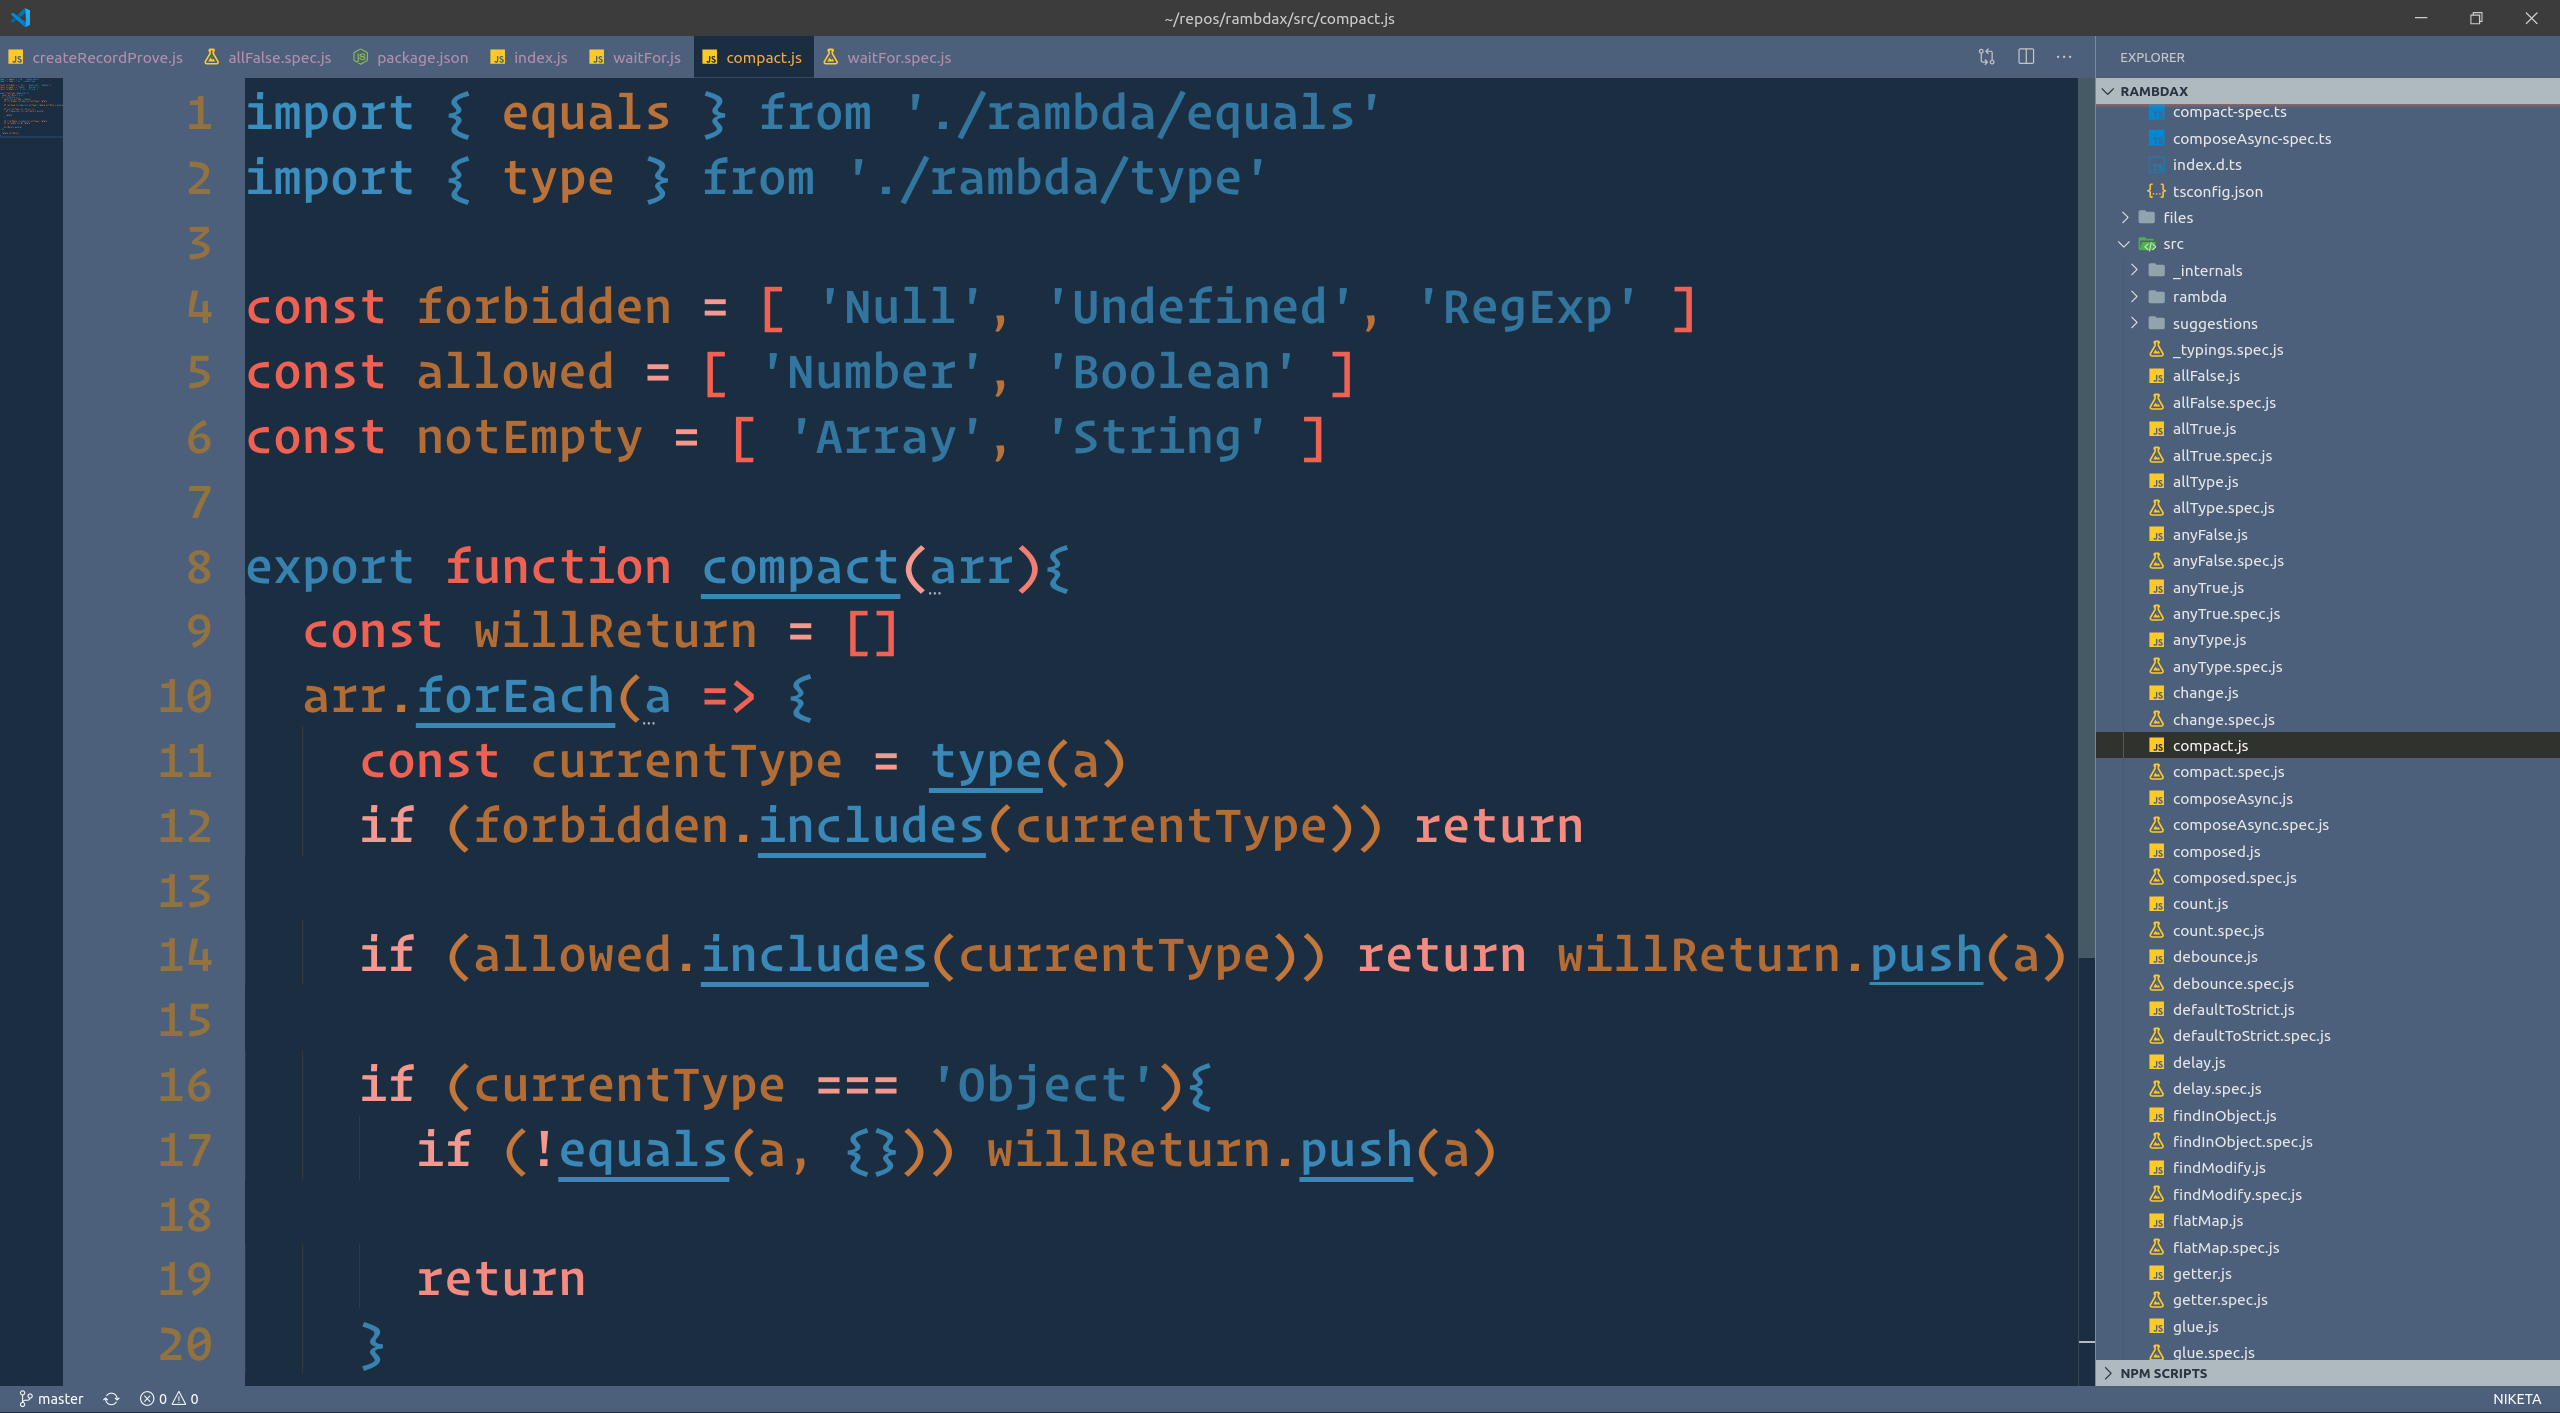 ~/repos/rambdax/src/compact.js
createRecordProve.js allFalse.spec.js package.json index.js waitFor.js compact.js waitFor.spec.js
1 import { equals } from './rambda/equals'
2 import { type } from './rambda/type'
3
4 const forbidden = [ 'Null', 'Undefined', 'RegExp' ]
5 const allowed = [ 'Number', 'Boolean' ]
6 const notEmpty = [ 'Array', 'String' ]
7
8 export function compact(arr){
9 const willReturn = []
10 arr.forEach(a => {
11 const currentType = type(a)
12 if (forbidden.includes(currentType)) return
13
14 if (allowed.includes(currentType)) return willReturn.push(a)
15
16 if (currentType === 'Object'){
17 if (!equals(a, {})) willReturn.push(a)
18
19 return
20 }
EXPLORER
RAMBDAX
compact-spec.ts
composeAsync-spec.ts
index.d.ts
tsconfig.json
files
src
_internals
rambda
suggestions
_typings.spec.js
allFalse.js
allFalse.spec.js
allTrue.js
allTrue.spec.js
allType.js
allType.spec.js
anyFalse.js
anyFalse.spec.js
anyTrue.js
anyTrue.spec.js
anyType.js
anyType.spec.js
change.js
change.spec.js
compact.js
compact.spec.js
composeAsync.js
composeAsync.spec.js
composed.js
composed.spec.js
count.js
count.spec.js
debounce.js
debounce.spec.js
defaultToStrict.js
defaultToStrict.spec.js
delay.js
delay.spec.js
findInObject.js
findInObject.spec.js
findModify.js
findModify.spec.js
flatMap.js
flatMap.spec.js
getter.js
getter.spec.js
glue.js
glue.spec.js
NPM SCRIPTS
master 0 0
NIKETA